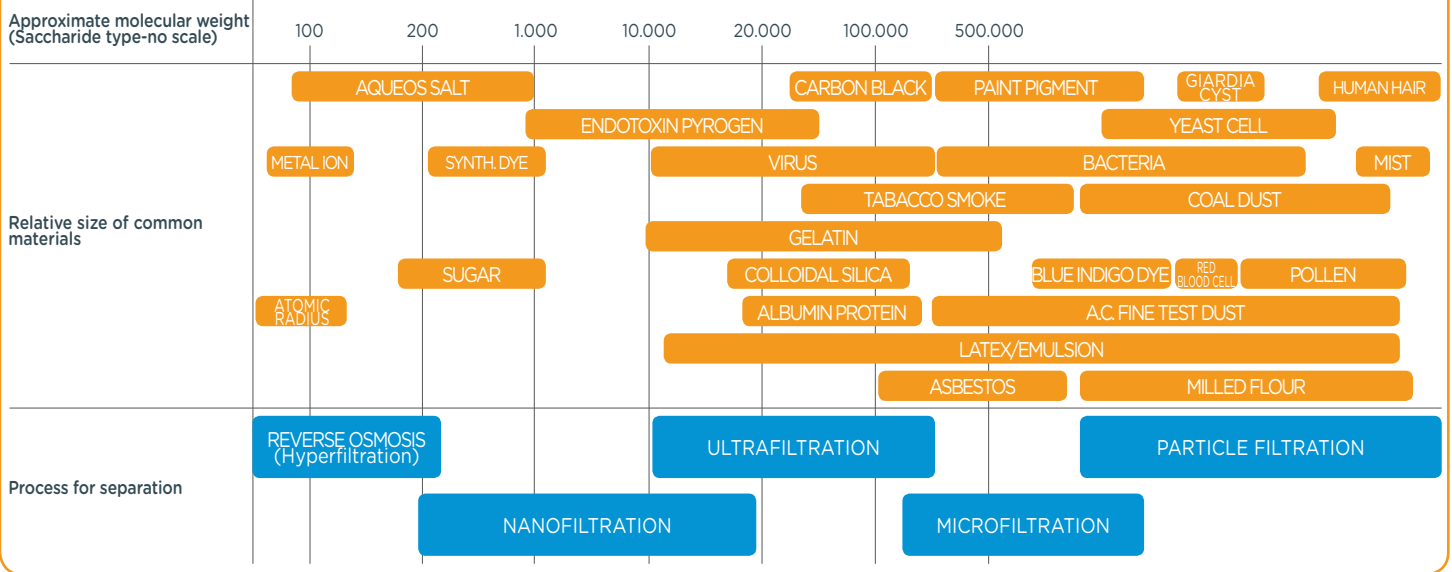 Approximate molecular weight
(Saccharide type-no scale)
100 200 1.000 10.000 20.000 100.000 500.000
Relative size of common
materials
AQUEOS SALT
CARBON BLACK
PAINT PIGMENT
GIARDIA
CYST
HUMAN HAIR
ENDOTOXIN PYROGEN
YEAST CELL
METAL ION
SYNTH. DYE
VIRUS
BACTERIA
MIST
TABACCO SMOKE
COAL DUST
GELATIN
SUGAR
COLLOIDAL SILICA
BLUE INDIGO DYE
RED
BLOOD CELL
POLLEN
ATOMIC
RADIUS
ALBUMIN PROTEIN
A.C. FINE TEST DUST
LATEX/EMULSION
ASBESTOS
MILLED FLOUR
Process for separation
REVERSE OSMOSIS
(Hyperfiltration)
ULTRAFILTRATION
PARTICLE FILTRATION
NANOFILTRATION
MICROFILTRATION